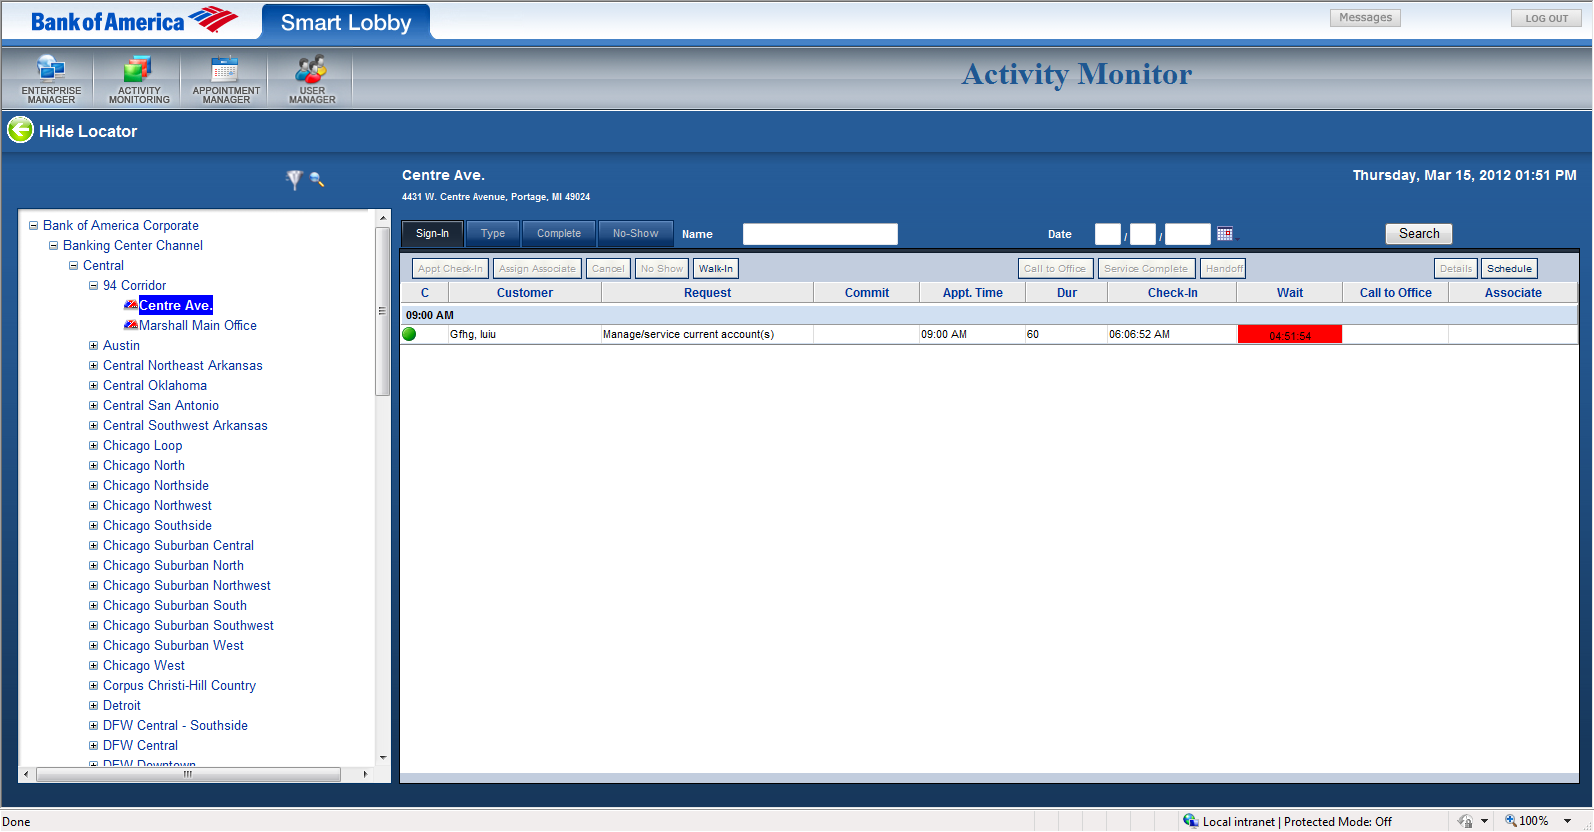 Bank of America Smart Lobby Messages LOG OUT
ENTERPRISE MANAGER ACTIVITY MONITORING APPOINTMENT MANAGER USER MANAGER Activity Monitor
Hide Locator
Centre Ave. Thursday, Mar 15, 2012 01:51 PM
4431 W. Centre Avenue, Portage, MI 49024
Sign-In Type Complete No-Show Name Date / / Search
Appt Check-In Assign Associate Cancel No Show Walk-In Call to Office Service Complete Handoff Details Schedule
C Customer Request Commit Appt. Time Dur Check-In Wait Call to Office Associate
09:00 AM
Gfhg, luiu Manage/service current account(s) 09:00 AM 60 06:06:52 AM 04:51:54
Bank of America Corporate
Banking Center Channel
Central
94 Corridor
Centre Ave.
Marshall Main Office
Austin
Central Northeast Arkansas
Central Oklahoma
Central San Antonio
Central Southwest Arkansas
Chicago Loop
Chicago North
Chicago Northside
Chicago Northwest
Chicago Southside
Chicago Suburban Central
Chicago Suburban North
Chicago Suburban Northwest
Chicago Suburban South
Chicago Suburban Southwest
Chicago Suburban West
Chicago West
Corpus Christi-Hill Country
Detroit
DFW Central - Southside
DFW Central
DFW Downtown
Done Local intranet | Protected Mode: Off 100%